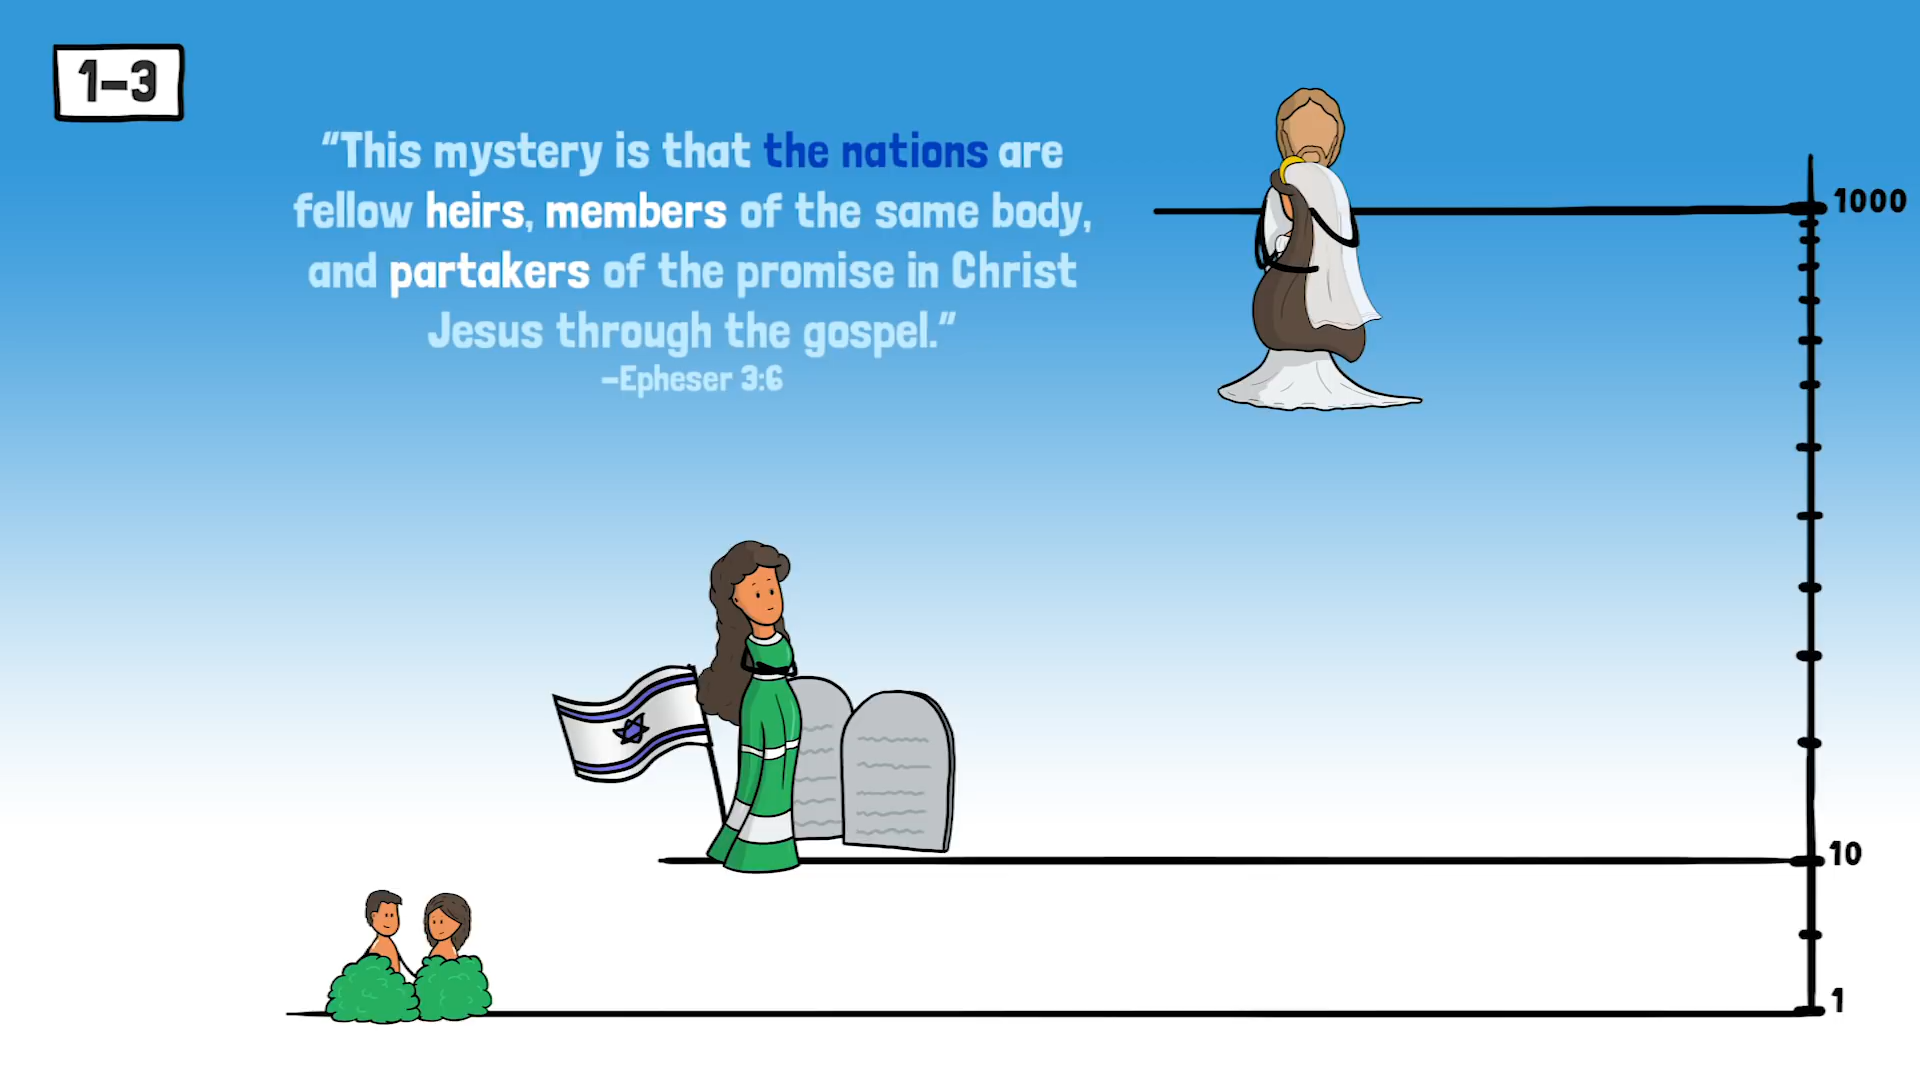 1-3
"This mystery is that the nations are
fellow heirs, members of the same body,
and partakers of the promise in Christ
Jesus through the gospel."
-Epheser 3:6
1000
10
1